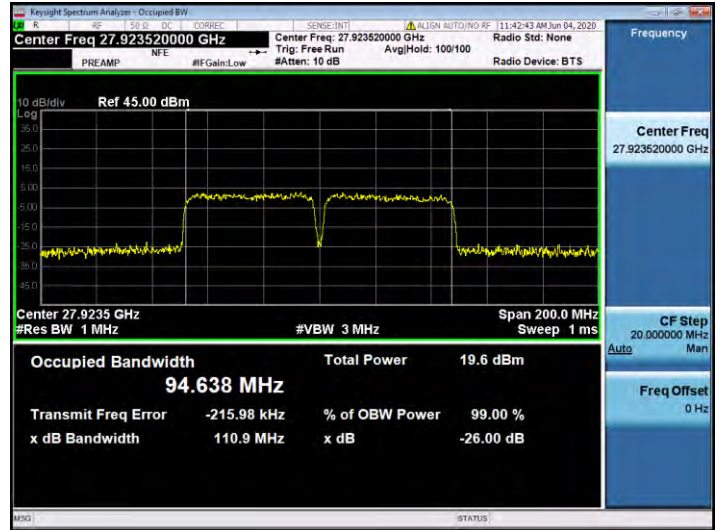 Keysight Spectrum Analyzer - Occupied BW
R RF 50 Ω DC CORREC SENSE:INT ALIGN AUTO/NO RF 11:42:43 AM Jun 04, 2020
Center Freq 27.923520000 GHz
NFE
PREAMP #IFGain:Low
Center Freq: 27.923520000 GHz
Trig: Free Run Avg|Hold: 100/100
#Atten: 10 dB
Radio Std: None
Radio Device: BTS
10 dB/div Ref 45.00 dBm
Log
35.0
25.0
15.0
5.00
-5.00
-15.0
-25.0
-35.0
-45.0
Center 27.9235 GHz Span 200.0 MHz
#Res BW 1 MHz #VBW 3 MHz Sweep 1 ms
Occupied Bandwidth Total Power 19.6 dBm
94.638 MHz
Transmit Freq Error -215.98 kHz % of OBW Power 99.00 %
x dB Bandwidth 110.9 MHz x dB -26.00 dB
Frequency
Center Freq
27.923520000 GHz
CF Step
20.000000 MHz
Auto Man
Freq Offset
0 Hz
MSG STATUS